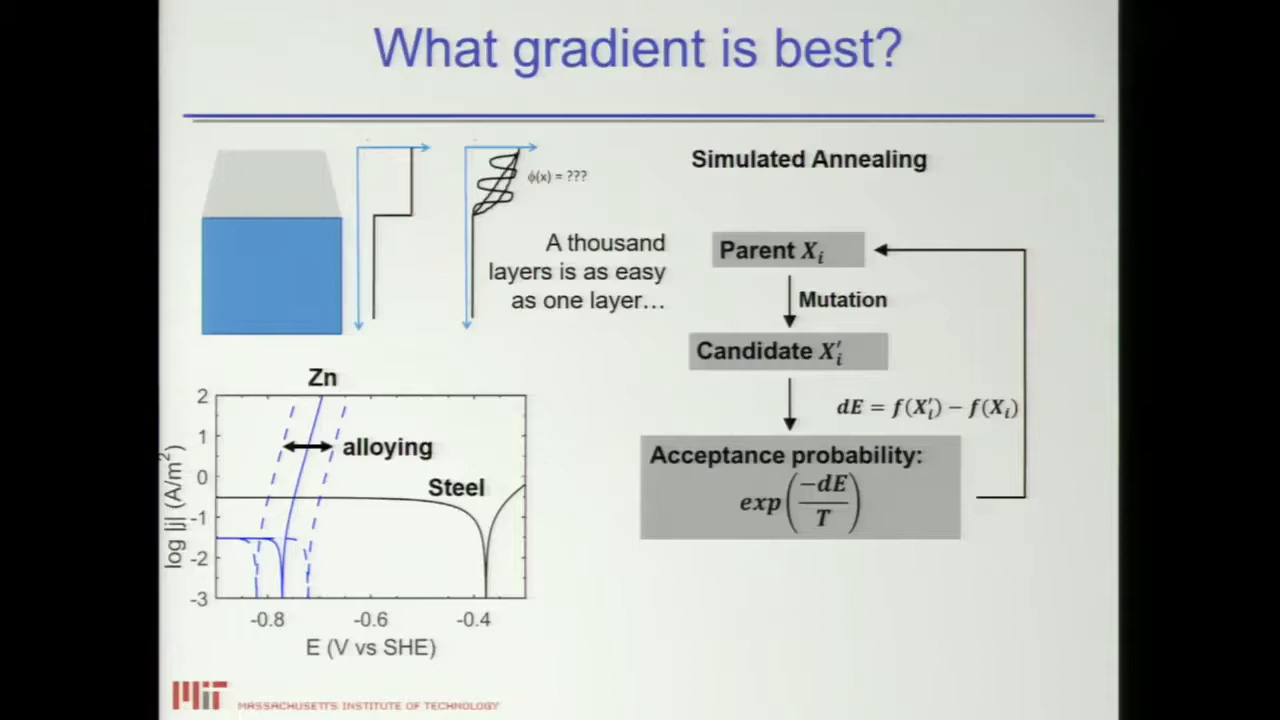 What gradient is best?
ϕ(x) = ???
A thousand
layers is as easy
as one layer…
Simulated Annealing
Parent Xᵢ
Mutation
Candidate X′ᵢ
dE = f(X′ᵢ) − f(Xᵢ)
Acceptance probability:
exp(−dE/T)
Zn
alloying
Steel
log |j| (A/m²)
2
1
0
-1
-2
-3
-0.8
-0.6
-0.4
E (V vs SHE)
MIT
MASSACHUSETTS INSTITUTE OF TECHNOLOGY